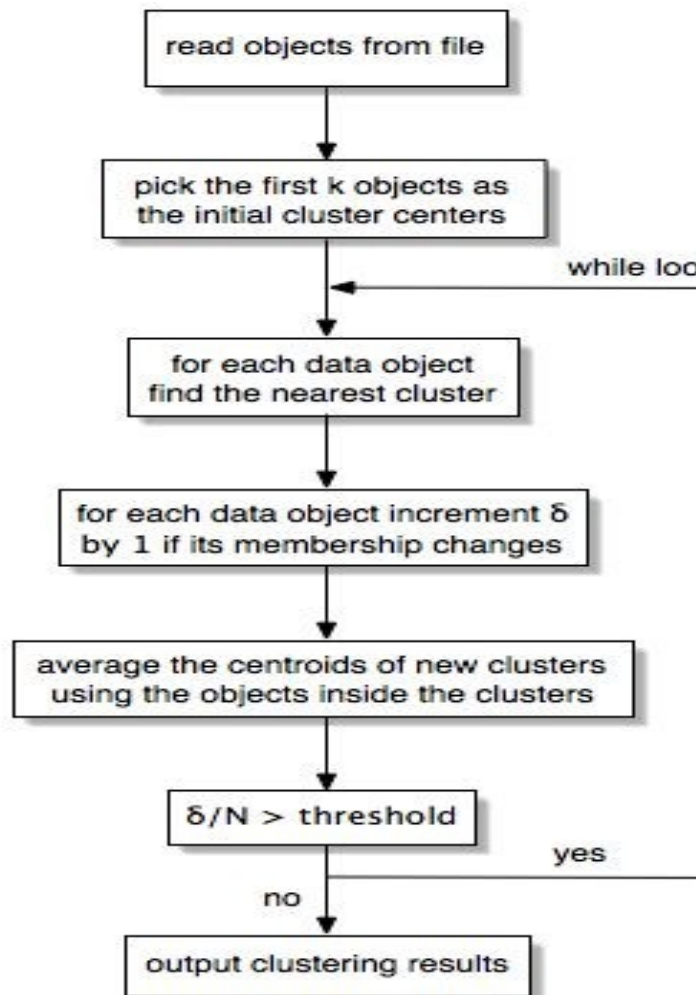 read objects from file
pick the first k objects as
the initial cluster centers
while loo
for each data object
find the nearest cluster
for each data object increment δ
by 1 if its membership changes
average the centroids of new clusters
using the objects inside the clusters
δ/N > threshold
yes
no
output clustering results